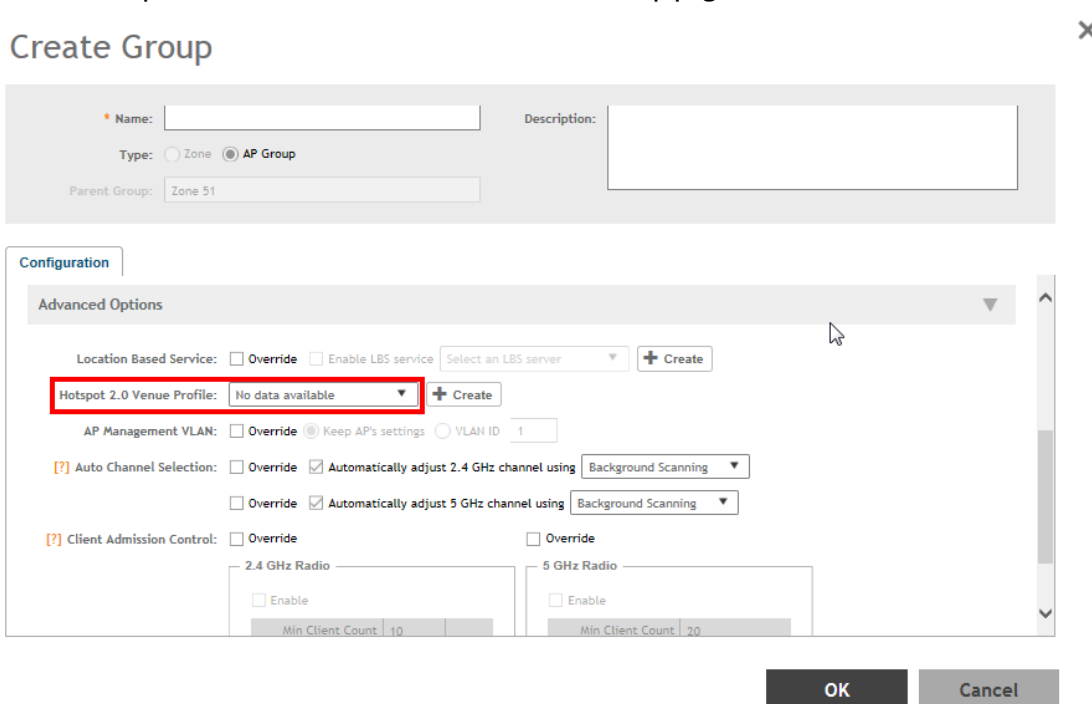 Create Group
* Name:
Description:
Type: Zone AP Group
Parent Group: Zone 51
Configuration
Advanced Options
Location Based Service: Override Enable LBS service Select an LBS server + Create
Hotspot 2.0 Venue Profile: No data available + Create
AP Management VLAN: Override Keep AP's settings VLAN ID 1
[?] Auto Channel Selection: Override Automatically adjust 2.4 GHz channel using Background Scanning
Override Automatically adjust 5 GHz channel using Background Scanning
[?] Client Admission Control: Override Override
2.4 GHz Radio 5 GHz Radio
Enable Enable
Min Client Count 10 Min Client Count 20
OK Cancel